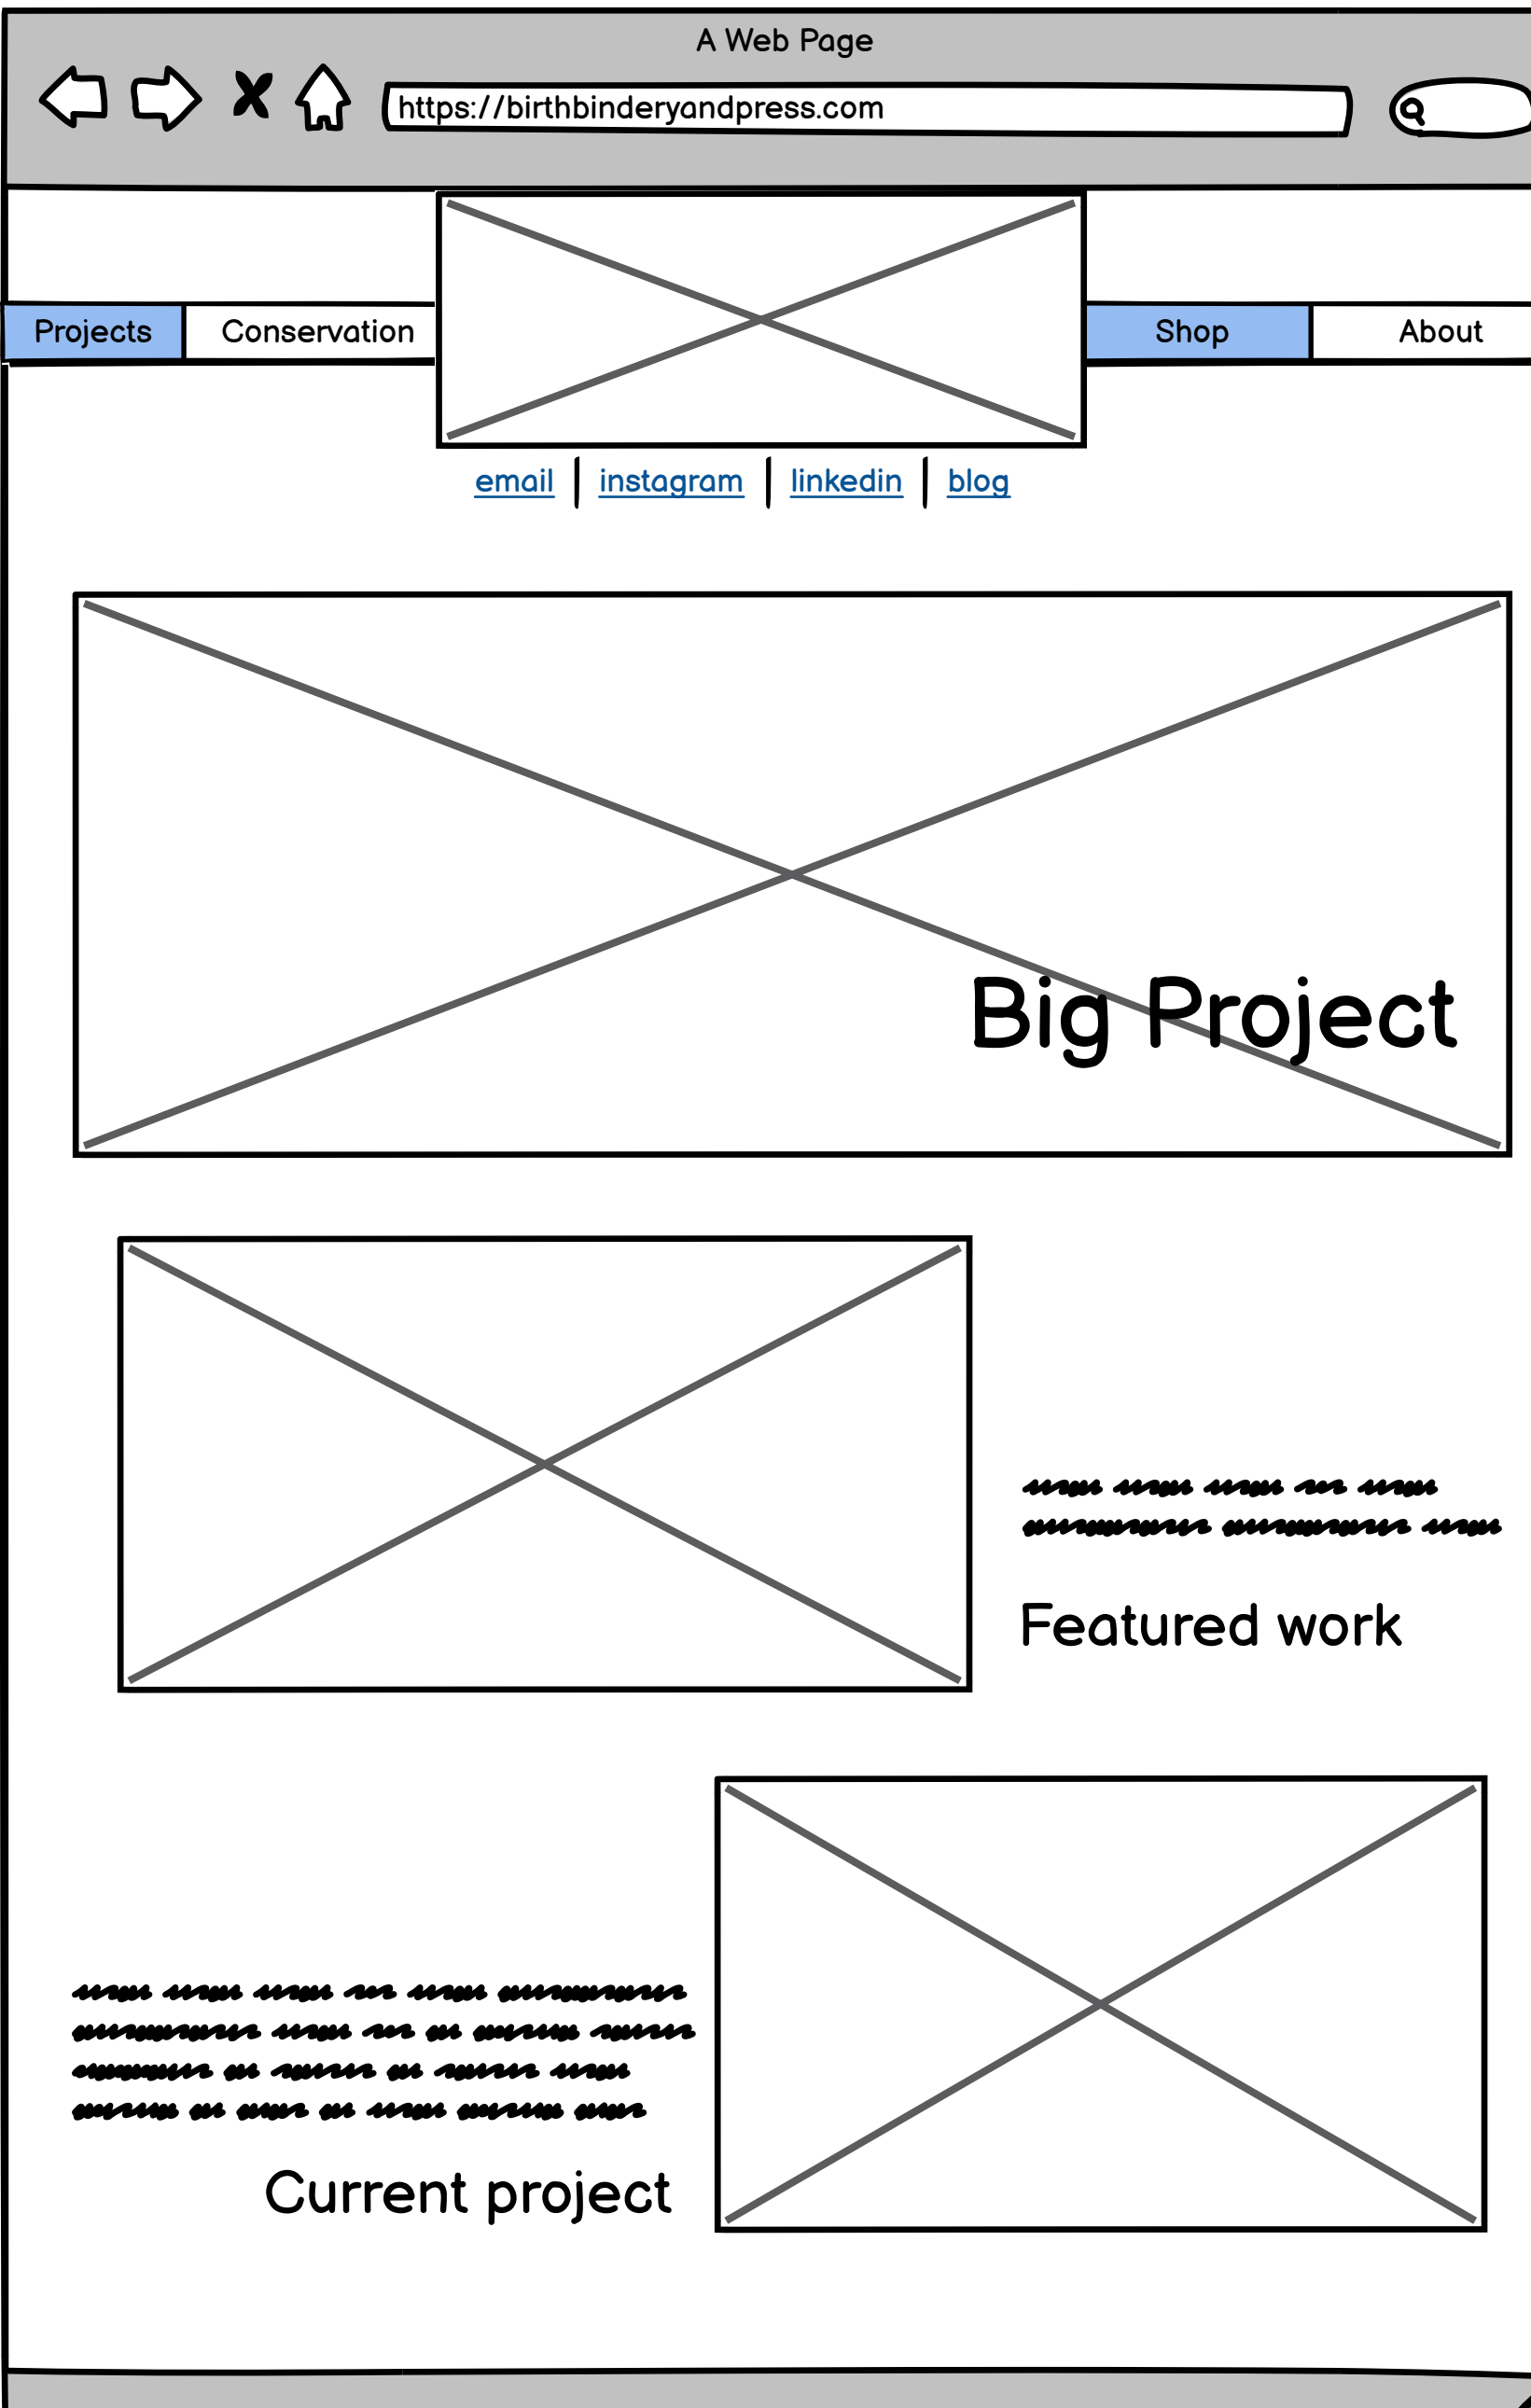 A Web Page
https://birthbinderyandpress.com
Projects Conservation Shop About
email instagram linkedin blog
Big Project
Featured work
Current project